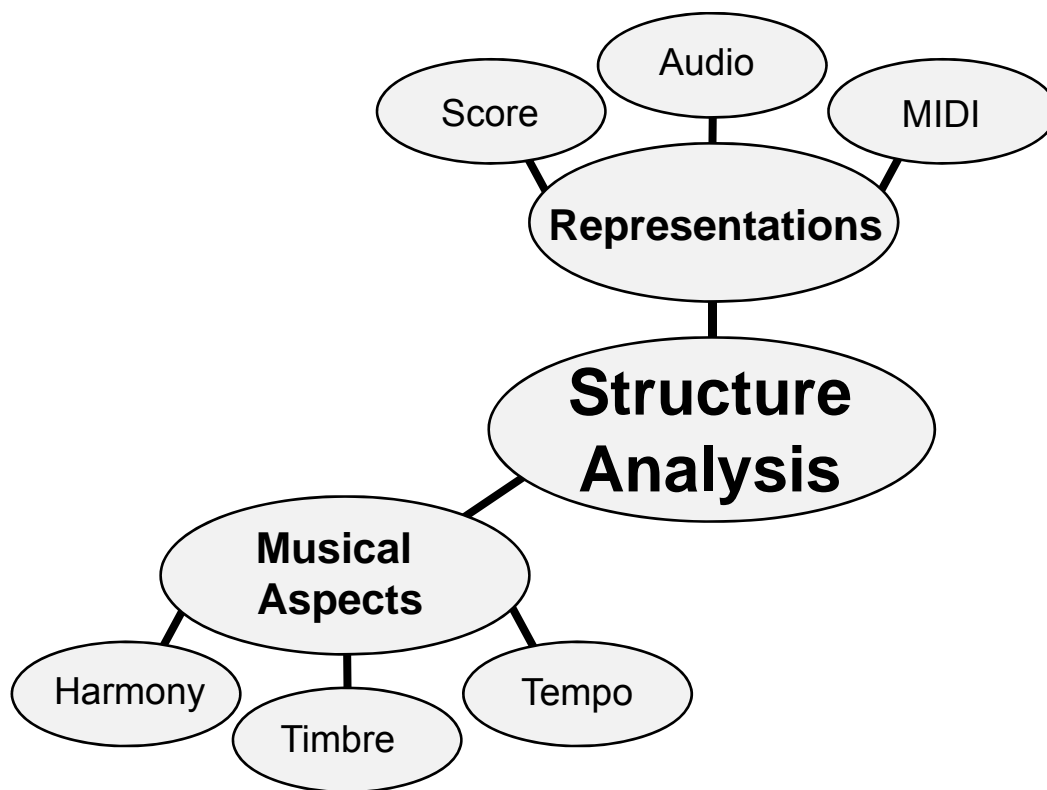 Audio
Score
MIDI
Representations
Structure
Analysis
Musical
Aspects
Harmony
Timbre
Tempo